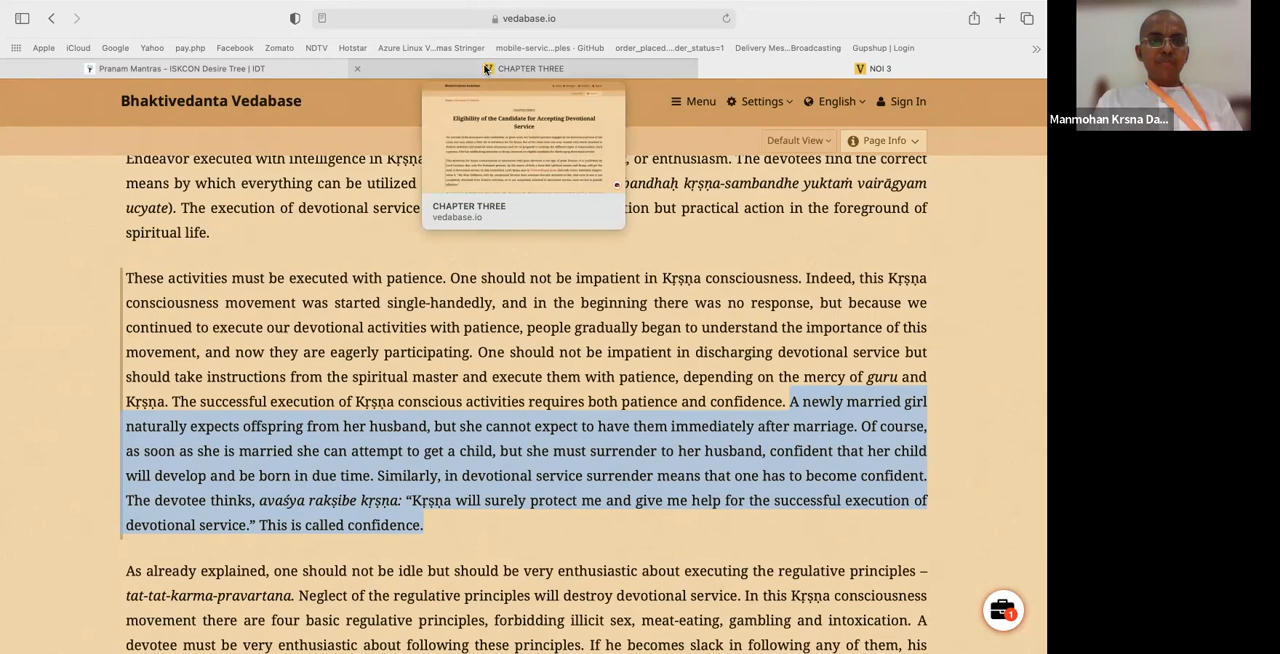 vedabase.io
Apple iCloud Google Yahoo pay.php Facebook Zomato NDTV Hotstar Azure Linux V...mas Stringer mobile-servic...ples · GitHub order_placed....der_status=1 Delivery Mes...Broadcasting Gupshup | Login
Pranam Mantras - ISKCON Desire Tree | IDT
CHAPTER THREE
NOI 3
Bhaktivedanta Vedabase
Menu Settings English Sign In
Default View Page Info
Eligibility of the Candidate for Accepting Devotional
Service
CHAPTER THREE
vedabase.io
Endeavor executed with intelligence in Kṛṣṇa , or enthusiasm. The devotees find the correct
means by which everything can be utilized bandhaḥ kṛṣṇa-sambandhe yuktaṁ vairāgyam
ucyate). The execution of devotional service tion but practical action in the foreground of
spiritual life.
These activities must be executed with patience. One should not be impatient in Kṛṣṇa consciousness. Indeed, this Kṛṣṇa
consciousness movement was started single-handedly, and in the beginning there was no response, but because we
continued to execute our devotional activities with patience, people gradually began to understand the importance of this
movement, and now they are eagerly participating. One should not be impatient in discharging devotional service but
should take instructions from the spiritual master and execute them with patience, depending on the mercy of guru and
Kṛṣṇa. The successful execution of Kṛṣṇa conscious activities requires both patience and confidence. A newly married girl
naturally expects offspring from her husband, but she cannot expect to have them immediately after marriage. Of course,
as soon as she is married she can attempt to get a child, but she must surrender to her husband, confident that her child
will develop and be born in due time. Similarly, in devotional service surrender means that one has to become confident.
The devotee thinks, avaśya rakṣibe kṛṣṇa: “Kṛṣṇa will surely protect me and give me help for the successful execution of
devotional service.” This is called confidence.
As already explained, one should not be idle but should be very enthusiastic about executing the regulative principles –
tat-tat-karma-pravartana. Neglect of the regulative principles will destroy devotional service. In this Kṛṣṇa consciousness
movement there are four basic regulative principles, forbidding illicit sex, meat-eating, gambling and intoxication. A
devotee must be very enthusiastic about following these principles. If he becomes slack in following any of them, his
1
Manmohan Krsna Da...